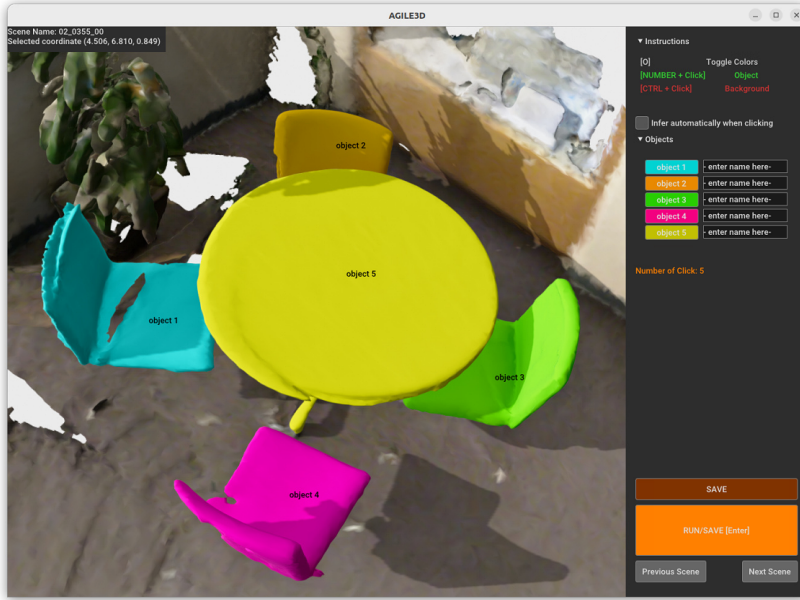 AGILE3D
Scene Name: 02_0355_00
Selected coordinate (4.506, 6.810, 0.849)
object 2
object 5
object 1
object 3
object 4
Instructions
[O] Toggle Colors
[NUMBER + Click] Object
[CTRL + Click] Background
Infer automatically when clicking
Objects
object 1 - enter name here-
object 2 - enter name here-
object 3 - enter name here-
object 4 - enter name here-
object 5 - enter name here-
Number of Click: 5
SAVE
RUN/SAVE [Enter]
Previous Scene Next Scene